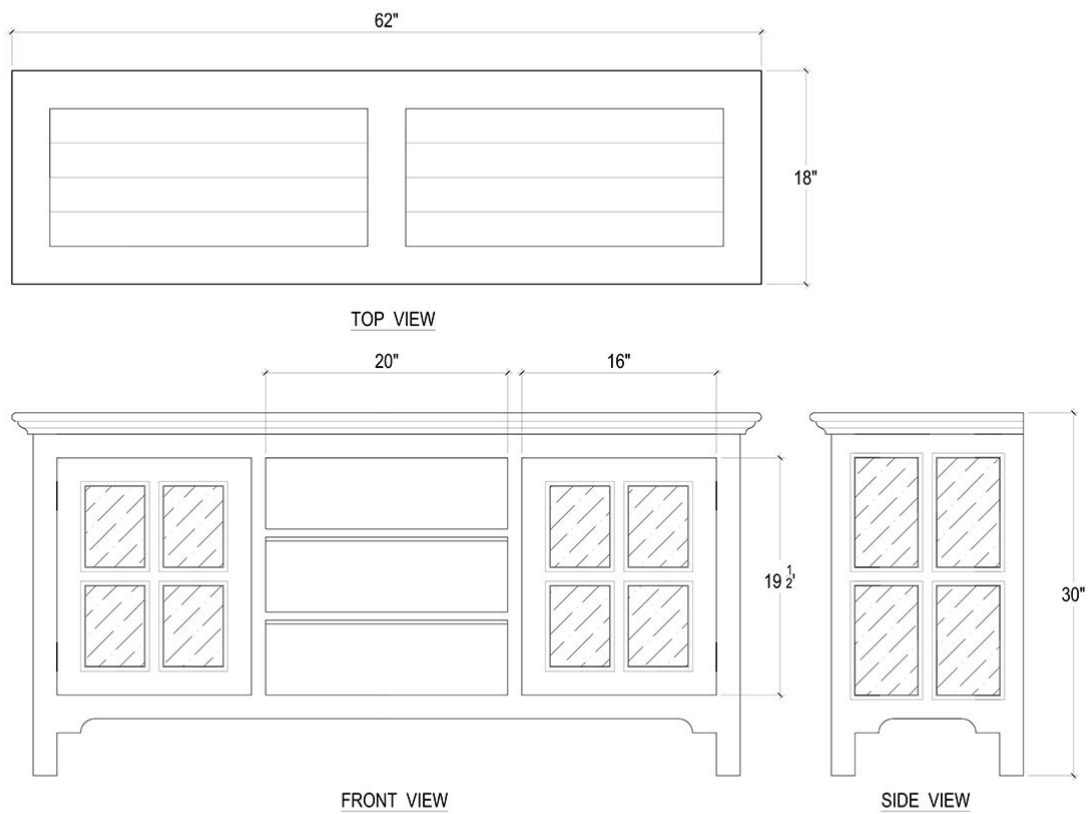 62"
18"
TOP VIEW
20"
16"
19 1/2'
30"
FRONT VIEW
SIDE VIEW